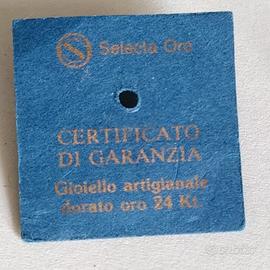 Selecta Oro
CERTIFICATO
DI GARANZIA
Gioiello artigianale
dorato oro 24 Kt.